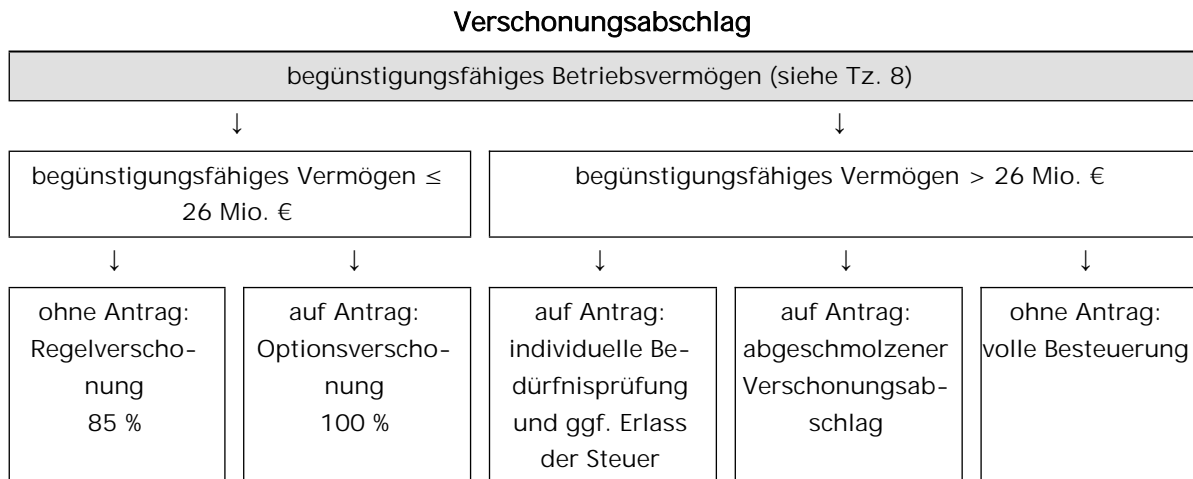 Verschonungsabschlag
begünstigungsfähiges Betriebsvermögen (siehe Tz. 8)
↓ ↓
begünstigungsfähiges Vermögen ≤
26 Mio. €
begünstigungsfähiges Vermögen > 26 Mio. €
↓ ↓ ↓ ↓ ↓
ohne Antrag:
Regelverscho-
nung
85 %
auf Antrag:
Optionsverscho-
nung
100 %
auf Antrag:
individuelle Be-
dürfnisprüfung
und ggf. Erlass
der Steuer
auf Antrag:
abgeschmolzener
Verschonungsab-
schlag
ohne Antrag:
volle Besteuerung